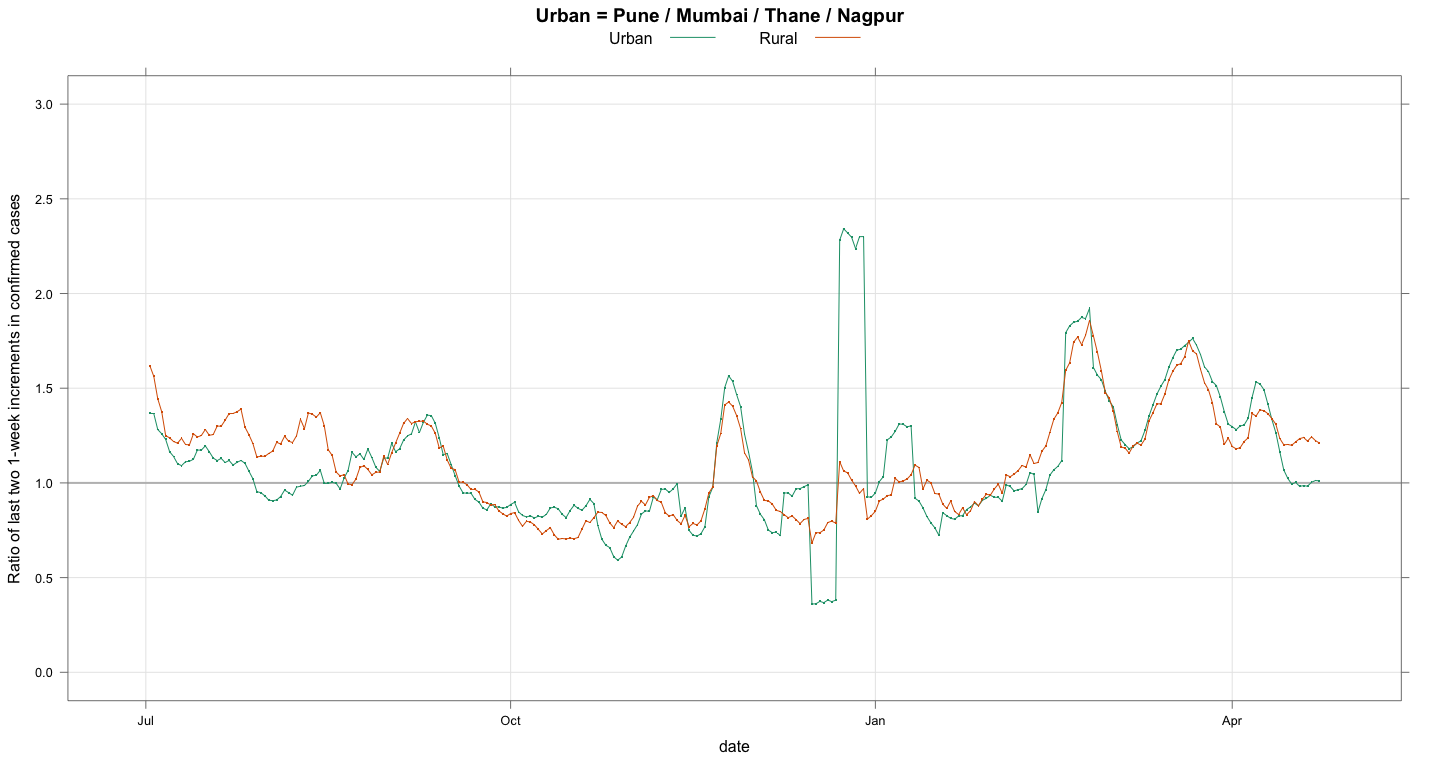 Urban = Pune / Mumbai / Thane / Nagpur
Urban Rural
Ratio of last two 1-week increments in confirmed cases
3.0
2.5
2.0
1.5
1.0
0.5
0.0
Jul Oct Jan Apr
date